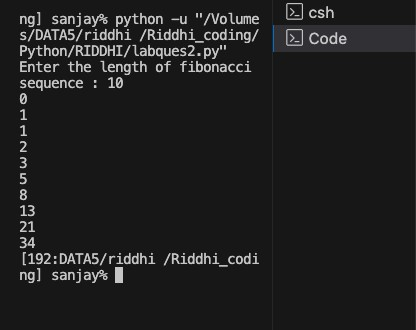 ng] sanjay% python -u "/Volume
s/DATA5/riddhi /Riddhi_coding/
Python/RIDDHI/labques2.py"
Enter the length of fibonacci
sequence : 10
0
1
1
2
3
5
8
13
21
34
[192:DATA5/riddhi /Riddhi_codi
ng] sanjay%
csh
Code